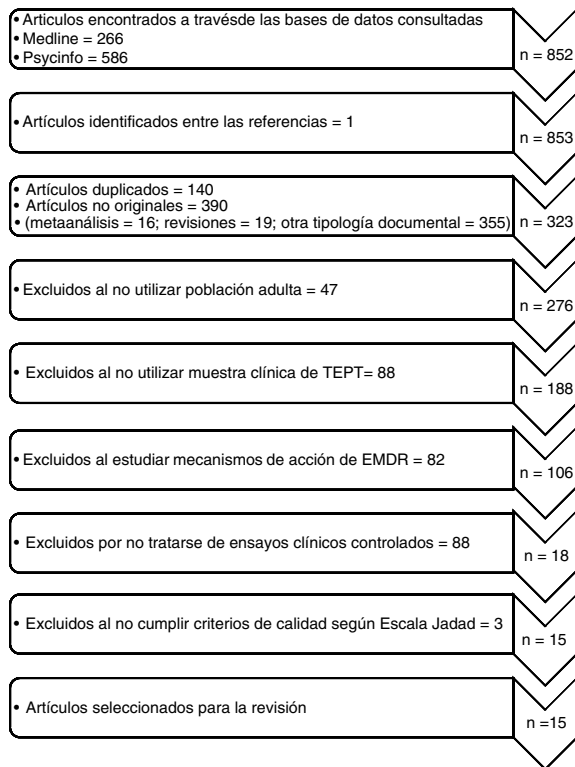 • Articulos encontrados a travésde las bases de datos consultadas
• Medline = 266
• Psycinfo = 586
n = 852
• Artículos identificados entre las referencias = 1
n = 853
• Artículos duplicados = 140
• Artículos no originales = 390
• (metaanálisis = 16; revisiones = 19; otra tipología documental = 355)
n = 323
• Excluidos al no utilizar población adulta = 47
n = 276
• Excluidos al no utilizar muestra clínica de TEPT= 88
n = 188
• Excluidos al estudiar mecanismos de acción de EMDR = 82
n = 106
• Excluidos por no tratarse de ensayos clínicos controlados = 88
n = 18
• Excluidos al no cumplir criterios de calidad según Escala Jadad = 3
n = 15
• Artículos seleccionados para la revisión
n =15